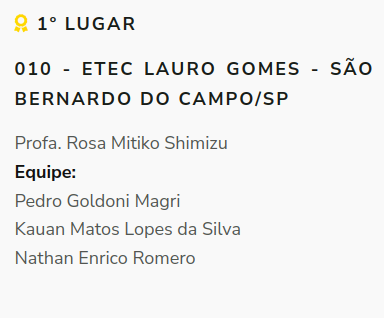 1º LUGAR
010 - ETEC LAURO GOMES - SÃO
BERNARDO DO CAMPO/SP
Profa. Rosa Mitiko Shimizu
Equipe:
Pedro Goldoni Magri
Kauan Matos Lopes da Silva
Nathan Enrico Romero